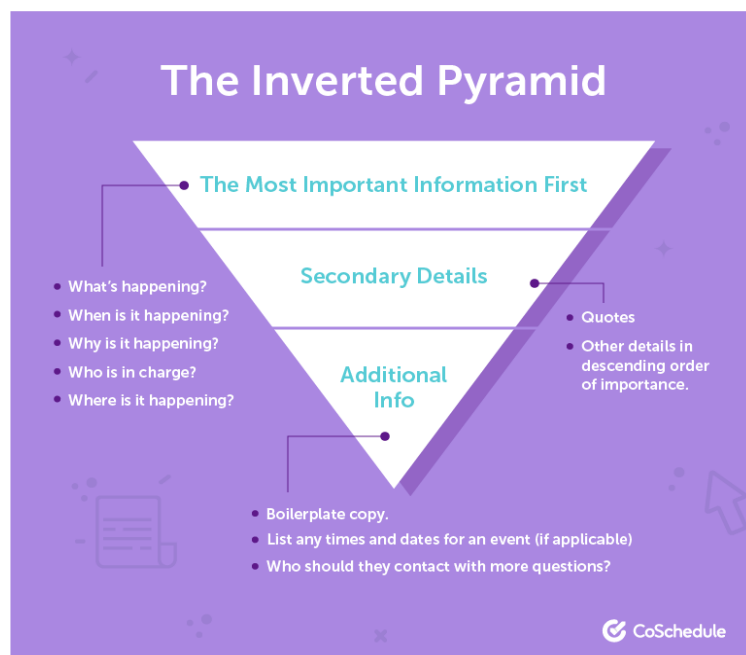 The Inverted Pyramid
The Most Important Information First
What's happening?
When is it happening?
Why is it happening?
Who is in charge?
Where is it happening?
Secondary Details
Quotes
Other details in
descending order
of importance.
Additional
Info
Boilerplate copy.
List any times and dates for an event (if applicable)
Who should they contact with more questions?
CoSchedule